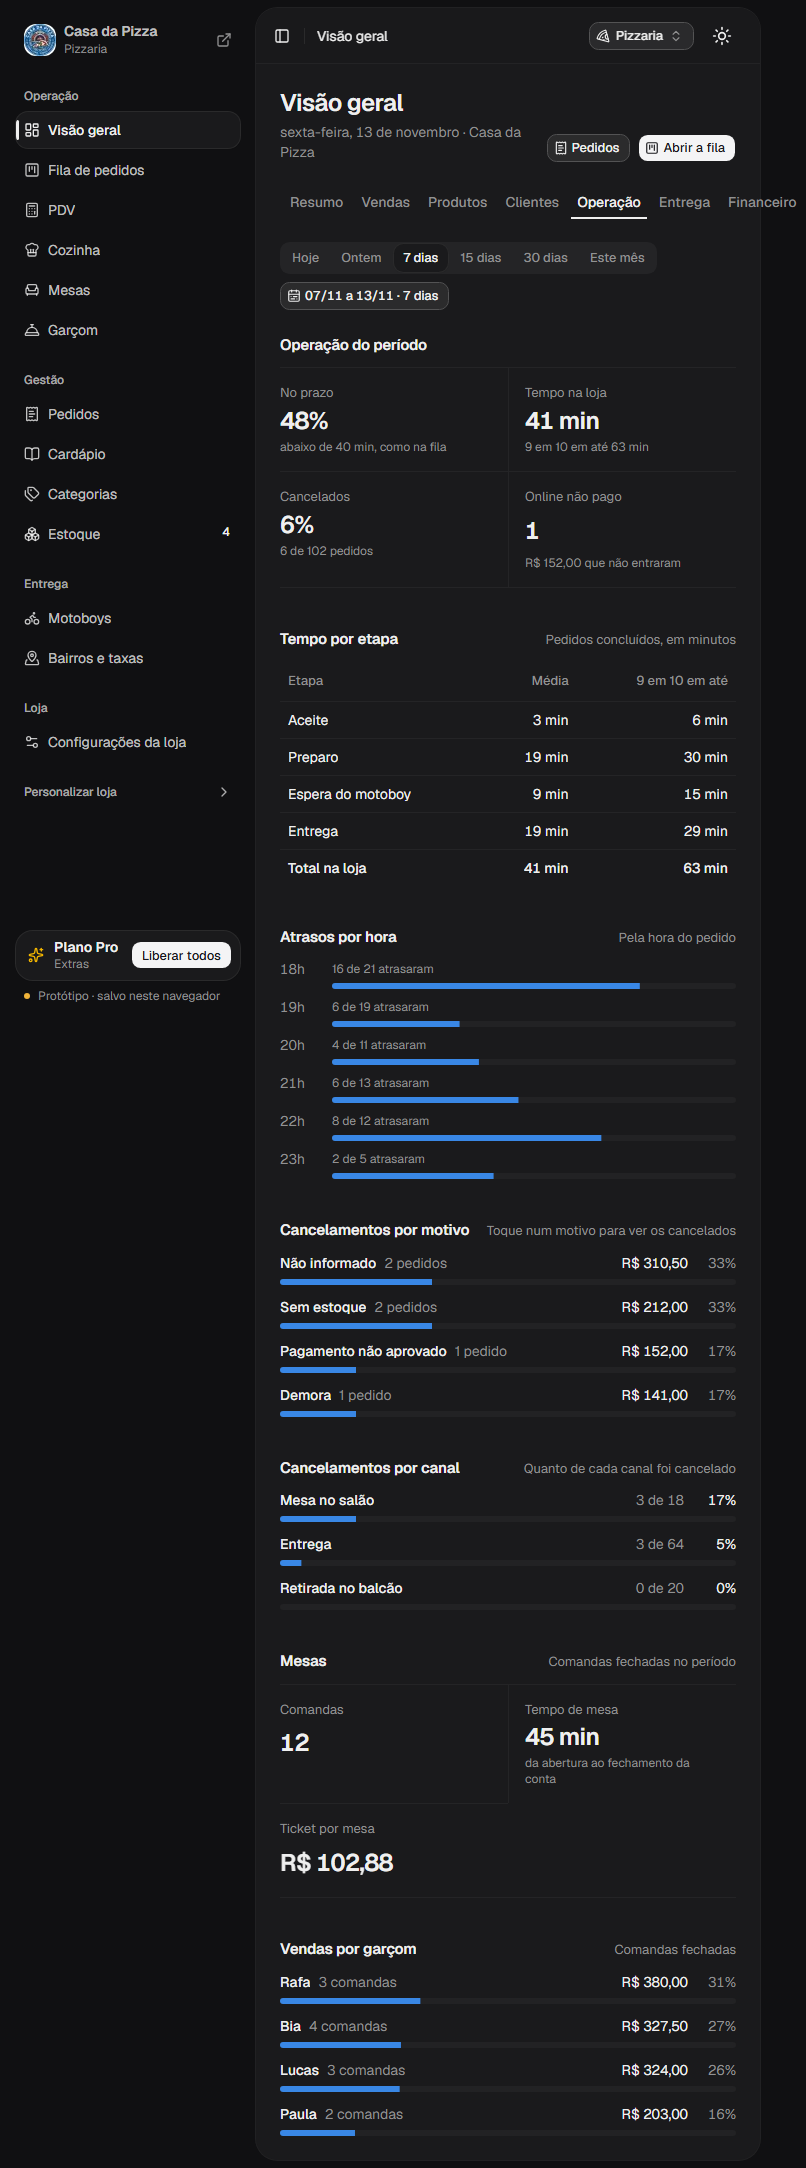 Casa da Pizza
Pizzaria
Operação
Visão geral
Fila de pedidos
PDV
Cozinha
Mesas
Garçom
Gestão
Pedidos
Cardápio
Categorias
Estoque 4
Entrega
Motoboys
Bairros e taxas
Loja
Configurações da loja
Personalizar loja
Plano Pro
Extras
Liberar todos
Protótipo · salvo neste navegador
Visão geral
Pizzaria
Visão geral
sexta-feira, 13 de novembro · Casa da
Pizza
Pedidos
Abrir a fila
Resumo Vendas Produtos Clientes Operação Entrega Financeiro
Hoje Ontem 7 dias 15 dias 30 dias Este mês
07/11 a 13/11 · 7 dias
Operação do período
No prazo
48%
abaixo de 40 min, como na fila
Tempo na loja
41 min
9 em 10 em até 63 min
Cancelados
6%
6 de 102 pedidos
Online não pago
1
R$ 152,00 que não entraram
Tempo por etapa Pedidos concluídos, em minutos
Etapa Média 9 em 10 em até
Aceite 3 min 6 min
Preparo 19 min 30 min
Espera do motoboy 9 min 15 min
Entrega 19 min 29 min
Total na loja 41 min 63 min
Atrasos por hora Pela hora do pedido
18h 16 de 21 atrasaram
19h 6 de 19 atrasaram
20h 4 de 11 atrasaram
21h 6 de 13 atrasaram
22h 8 de 12 atrasaram
23h 2 de 5 atrasaram
Cancelamentos por motivo Toque num motivo para ver os cancelados
Não informado 2 pedidos R$ 310,50 33%
Sem estoque 2 pedidos R$ 212,00 33%
Pagamento não aprovado 1 pedido R$ 152,00 17%
Demora 1 pedido R$ 141,00 17%
Cancelamentos por canal Quanto de cada canal foi cancelado
Mesa no salão 3 de 18 17%
Entrega 3 de 64 5%
Retirada no balcão 0 de 20 0%
Mesas Comandas fechadas no período
Comandas
12
Tempo de mesa
45 min
da abertura ao fechamento da
conta
Ticket por mesa
R$ 102,88
Vendas por garçom Comandas fechadas
Rafa 3 comandas R$ 380,00 31%
Bia 4 comandas R$ 327,50 27%
Lucas 3 comandas R$ 324,00 26%
Paula 2 comandas R$ 203,00 16%